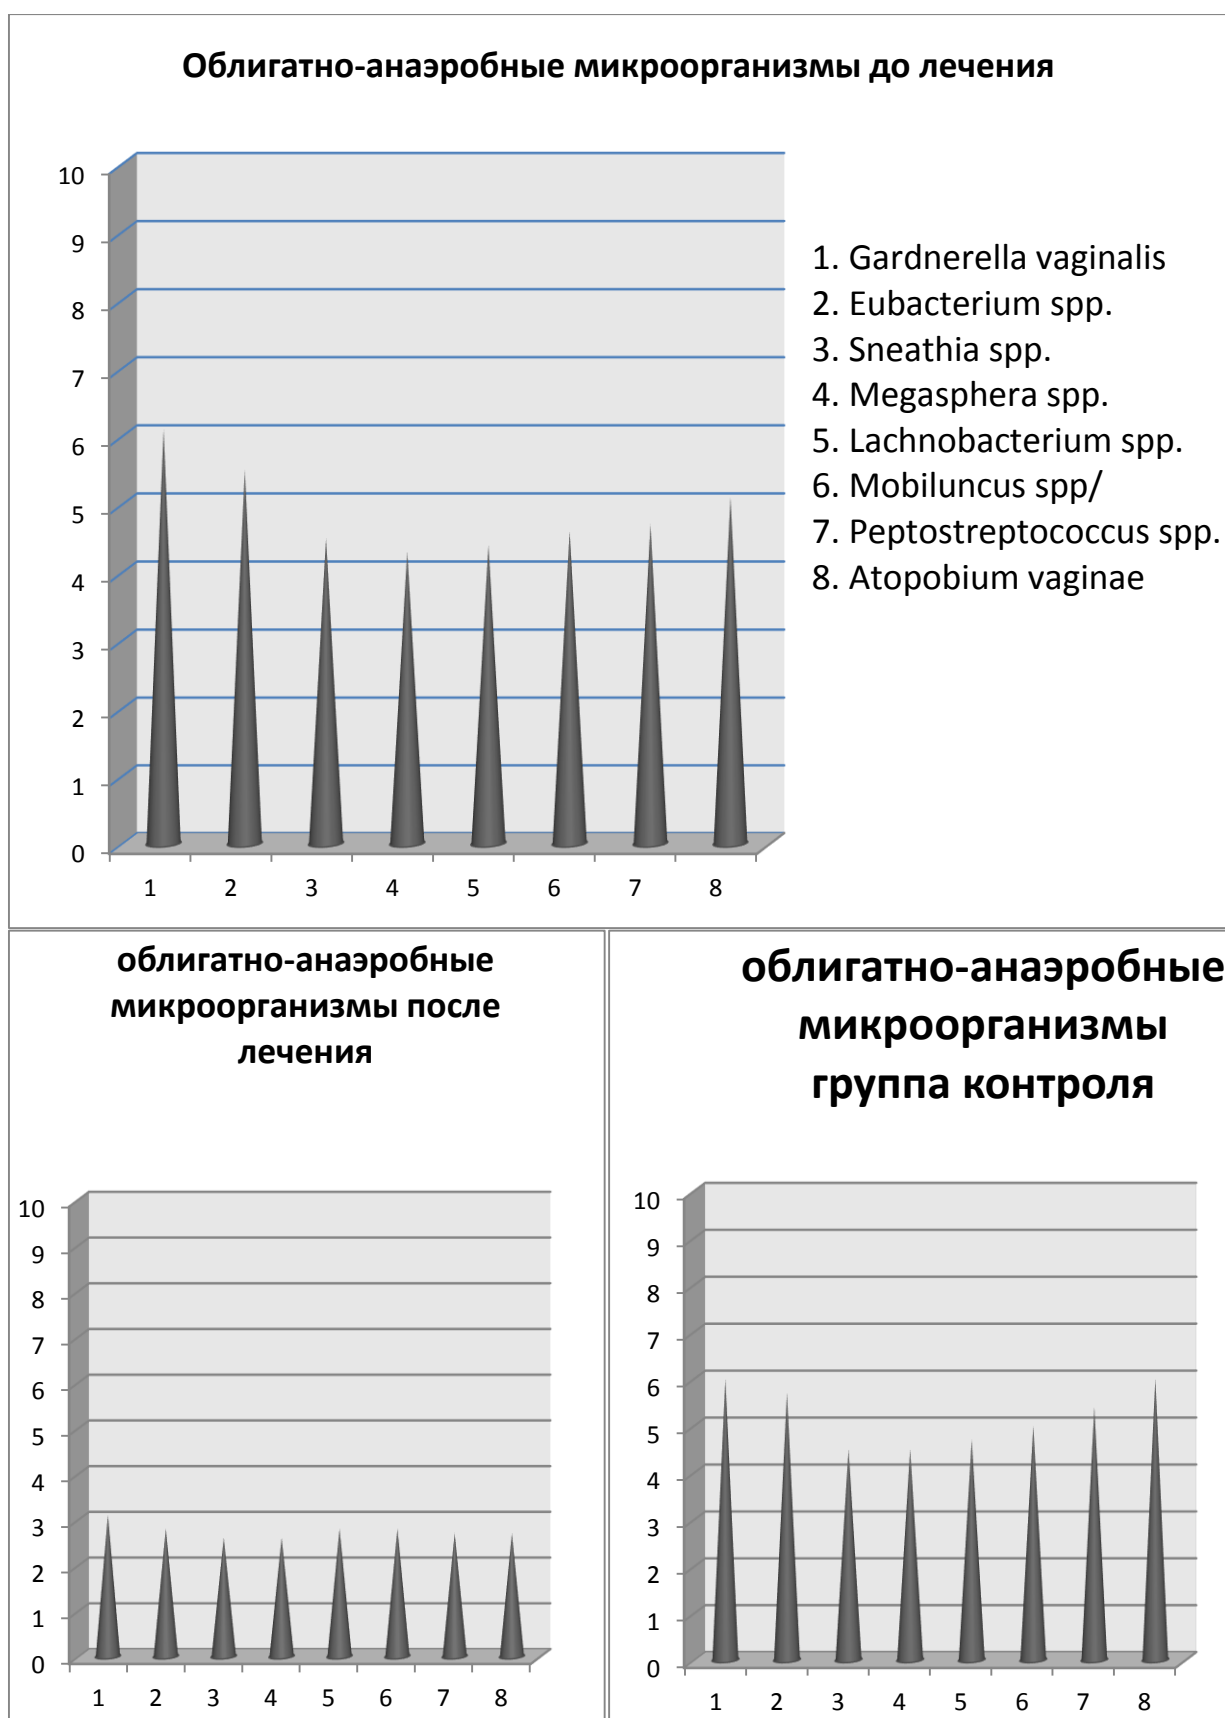 Облигатно-анаэробные микроорганизмы до лечения
10
9
8
7
6
5
4
3
2
1
0
1 2 3 4 5 6 7 8
1. Gardnerella vaginalis
2. Eubacterium spp.
3. Sneathia spp.
4. Megasphera spp.
5. Lachnobacterium spp.
6. Mobiluncus spp/
7. Peptostreptococcus spp.
8. Atopobium vaginae
облигатно-анаэробные
микроорганизмы после
лечения
10
9
8
7
6
5
4
3
2
1
0
1 2 3 4 5 6 7 8
облигатно-анаэробные
микроорганизмы
группа контроля
10
9
8
7
6
5
4
3
2
1
0
1 2 3 4 5 6 7 8